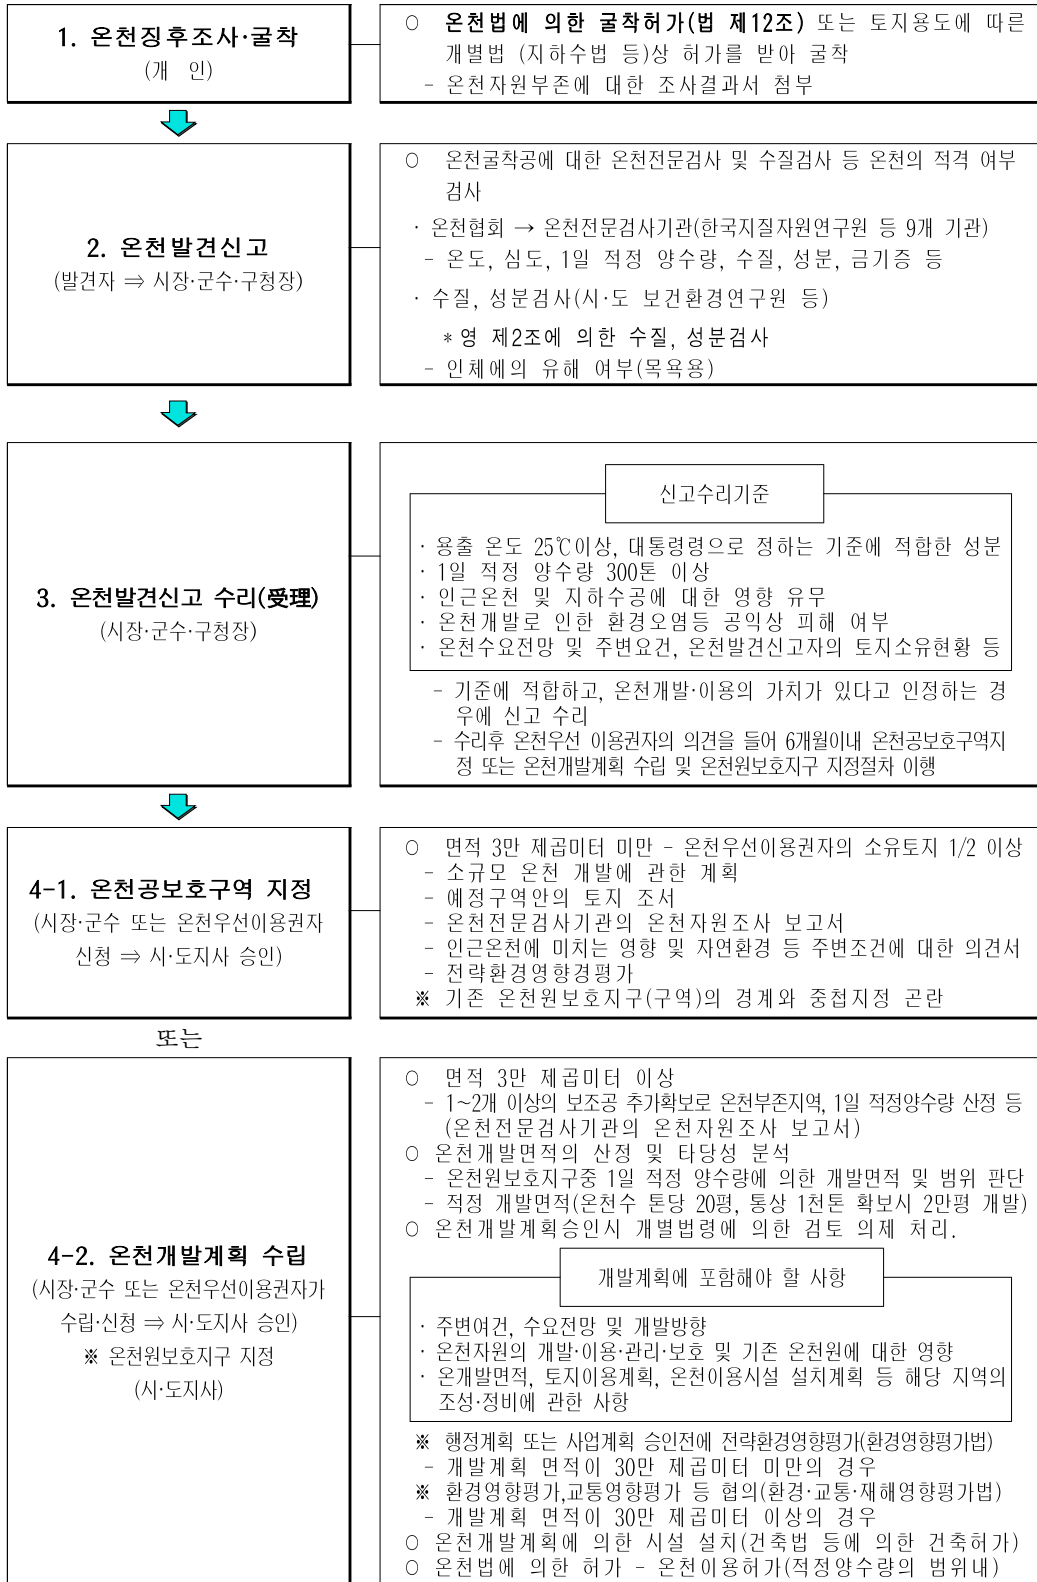 1. 온천징후조사·굴착
(개 인)
○ 온천법에 의한 굴착허가(법 제12조) 또는 토지용도에 따른
개별법 (지하수법 등)상 허가를 받아 굴착
- 온천자원부존에 대한 조사결과서 첨부
2. 온천발견신고
(발견자 ⇒ 시장·군수·구청장)
○ 온천굴착공에 대한 온천전문검사 및 수질검사 등 온천의 적격 여부
검사
· 온천협회 → 온천전문검사기관(한국지질자원연구원 등 9개 기관)
- 온도, 심도, 1일 적정 양수량, 수질, 성분, 금기증 등
· 수질, 성분검사(시·도 보건환경연구원 등)
* 영 제2조에 의한 수질, 성분검사
- 인체에의 유해 여부(목욕용)
3. 온천발견신고 수리(受理)
(시장·군수·구청장)
신고수리기준
· 용출 온도 25℃이상, 대통령령으로 정하는 기준에 적합한 성분
· 1일 적정 양수량 300톤 이상
· 인근온천 및 지하수공에 대한 영향 유무
· 온천개발로 인한 환경오염등 공익상 피해 여부
· 온천수요전망 및 주변요건, 온천발견신고자의 토지소유현황 등
- 기준에 적합하고, 온천개발·이용의 가치가 있다고 인정하는 경
우에 신고 수리
- 수리후 온천우선 이용권자의 의견을 들어 6개월이내 온천공보호구역지
정 또는 온천개발계획 수립 및 온천원보호지구 지정절차 이행
4-1. 온천공보호구역 지정
(시장·군수 또는 온천우선이용권자
신청 ⇒ 시·도지사 승인)
○ 면적 3만 제곱미터 미만 - 온천우선이용권자의 소유토지 1/2 이상
- 소규모 온천 개발에 관한 계획
- 예정구역안의 토지 조서
- 온천전문검사기관의 온천자원조사 보고서
- 인근온천에 미치는 영향 및 자연환경 등 주변조건에 대한 의견서
- 전략환경영향경평가
※ 기존 온천원보호지구(구역)의 경계와 중첩지정 곤란
또는
4-2. 온천개발계획 수립
(시장·군수 또는 온천우선이용권자가
수립·신청 ⇒ 시·도지사 승인)
※ 온천원보호지구 지정
(시·도지사)
○ 면적 3만 제곱미터 이상
- 1~2개 이상의 보조공 추가확보로 온천부존지역, 1일 적정양수량 산정 등
(온천전문검사기관의 온천자원조사 보고서)
○ 온천개발면적의 산정 및 타당성 분석
- 온천원보호지구중 1일 적정 양수량에 의한 개발면적 및 범위 판단
- 적정 개발면적(온천수 톤당 20평, 통상 1천톤 확보시 2만평 개발)
○ 온천개발계획승인시 개별법령에 의한 검토 의제 처리.
개발계획에 포함해야 할 사항
· 주변여건, 수요전망 및 개발방향
· 온천자원의 개발·이용·관리·보호 및 기존 온천원에 대한 영향
· 온개발면적, 토지이용계획, 온천이용시설 설치계획 등 해당 지역의
조성·정비에 관한 사항
※ 행정계획 또는 사업계획 승인전에 전략환경영향평가(환경영향평가법)
- 개발계획 면적이 30만 제곱미터 미만의 경우
※ 환경영향평가,교통영향평가 등 협의(환경·교통·재해영향평가법)
- 개발계획 면적이 30만 제곱미터 이상의 경우
○ 온천개발계획에 의한 시설 설치(건축법 등에 의한 건축허가)
○ 온천법에 의한 허가 - 온천이용허가(적정양수량의 범위내)